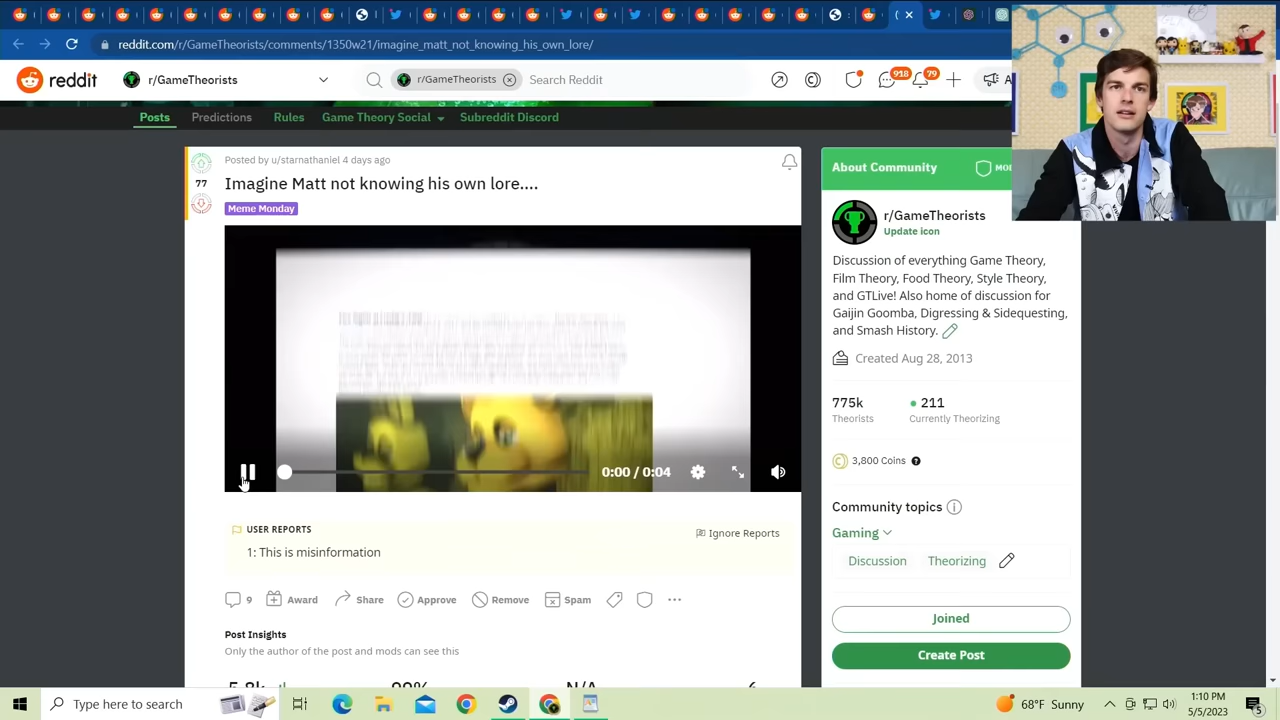 reddit.com/r/GameTheorists/comments/1350w21/imagine_matt_not_knowing_his_own_lore/
reddit
r/GameTheorists
r/GameTheorists
Search Reddit
918
79
A
Posts
Predictions
Rules
Game Theory Social
Subreddit Discord
Posted by u/starnathaniel 4 days ago
77
Imagine Matt not knowing his own lore....
Meme Monday
0:00 / 0:04
USER REPORTS
Ignore Reports
1: This is misinformation
9
Award
Share
Approve
Remove
Spam
Post Insights
Only the author of the post and mods can see this
About Community
MO
r/GameTheorists
Update icon
Discussion of everything Game Theory,
Film Theory, Food Theory, Style Theory,
and GTLive! Also home of discussion for
Gaijin Goomba, Digressing & Sidequesting,
and Smash History.
Created Aug 28, 2013
775k
211
Theorists
Currently Theorizing
3,800 Coins
Community topics
Gaming
Discussion
Theorizing
Joined
Create Post
Type here to search
68°F Sunny
1:10 PM
5/5/2023
5